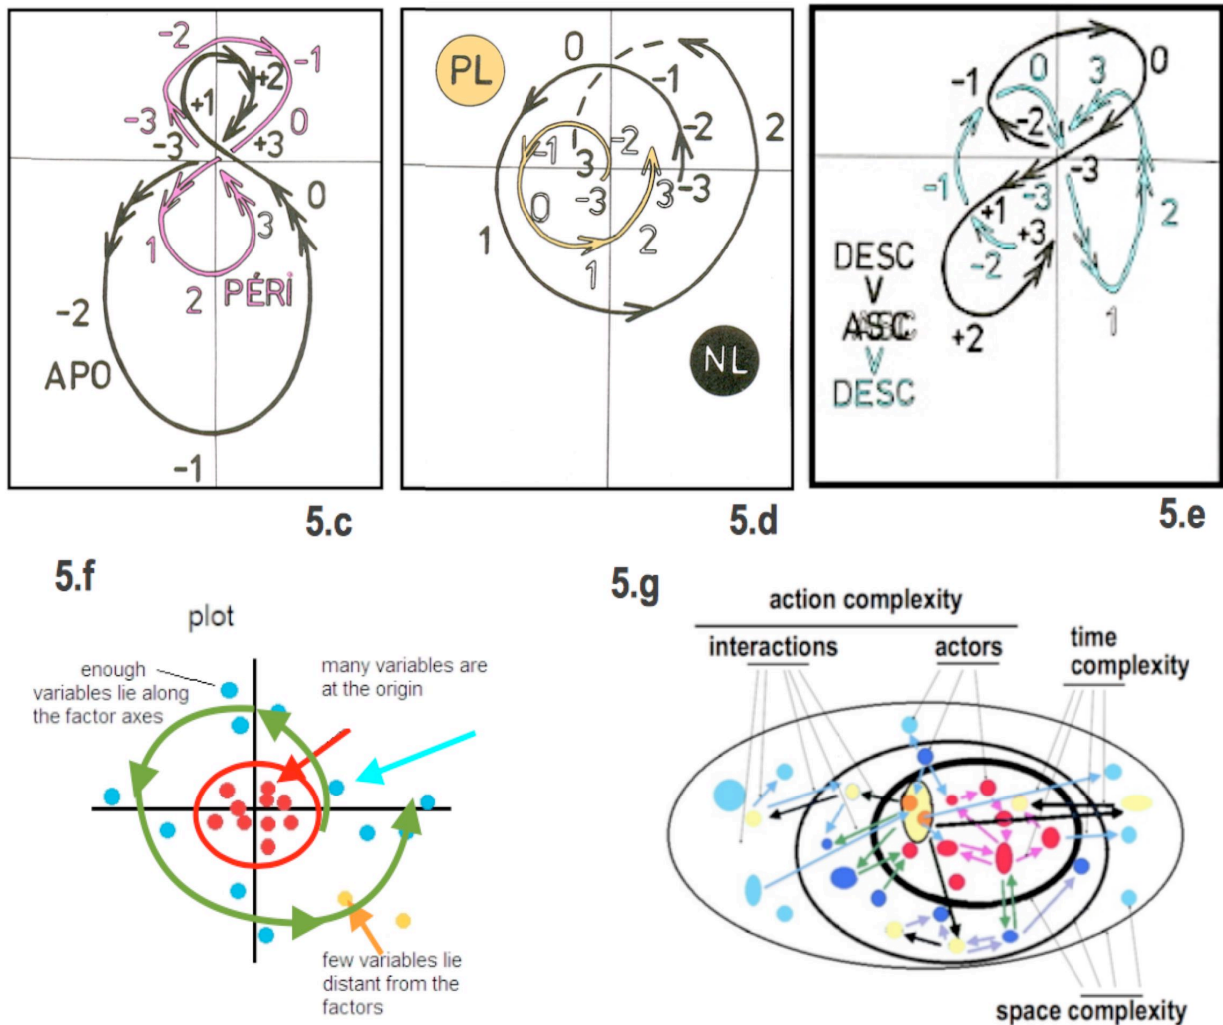 -2
-1
+2
+1
-3
0
-3
+3
0
1
3
2
PÉRi
-2
APO
-1
5.c
PL
0
-1
-2
2
-1
-2
3
-3
3
-3
0
2
1
1
NL
5.d
-1
0
3
0
-2
-3
-1
-3
2
+1
+3
-2
DESC
V
V
DESC
+2
1
5.e
5.f
plot
enough
variables lie along
the factor axes
many variables are
at the origin
few variables lie
distant from the
factors
5.g
action complexity
interactions
actors
time
complexity
space complexity